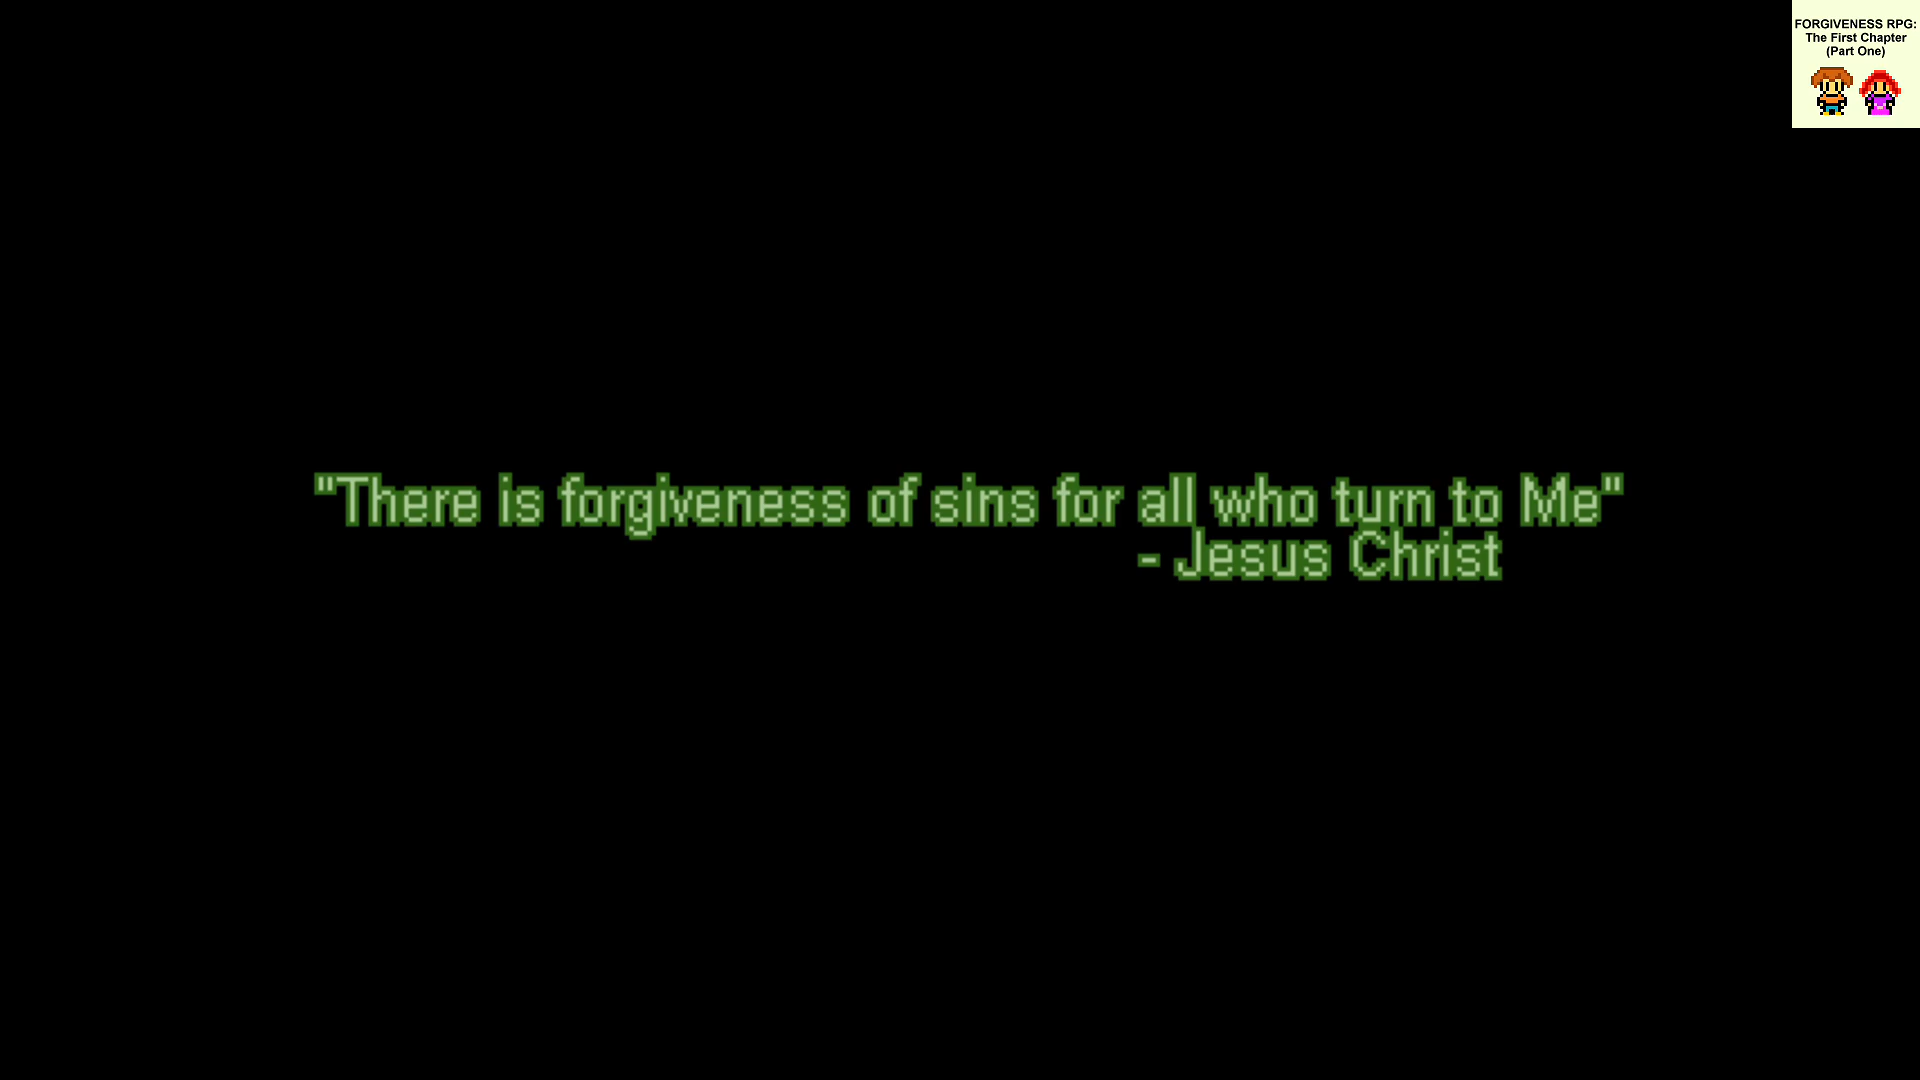 FORGIVENESS RPG:
The First Chapter
(Part One)
"There is forgiveness of sins for all who turn to Me"
- Jesus Christ